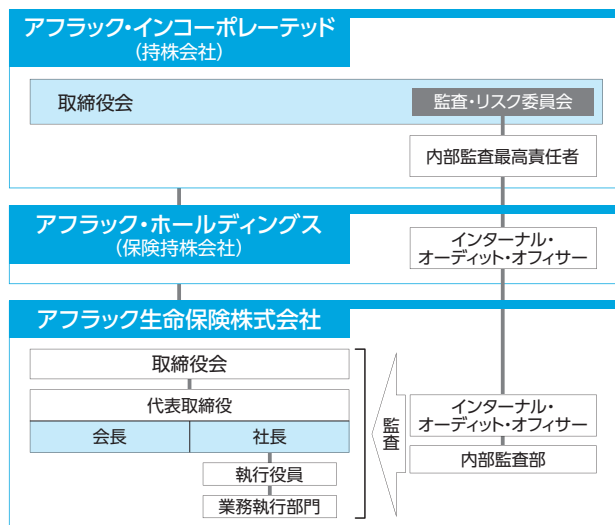 アフラック・インコーポレーテッド
（持株会社）
取締役会
監査・リスク委員会
内部監査最高責任者
アフラック・ホールディングス
（保険持株会社）
インターナル・
オーディット・オフィサー
アフラック生命保険株式会社
取締役会
代表取締役
会長
社長
執行役員
業務執行部門
監査
インターナル・
オーディット・オフィサー
内部監査部